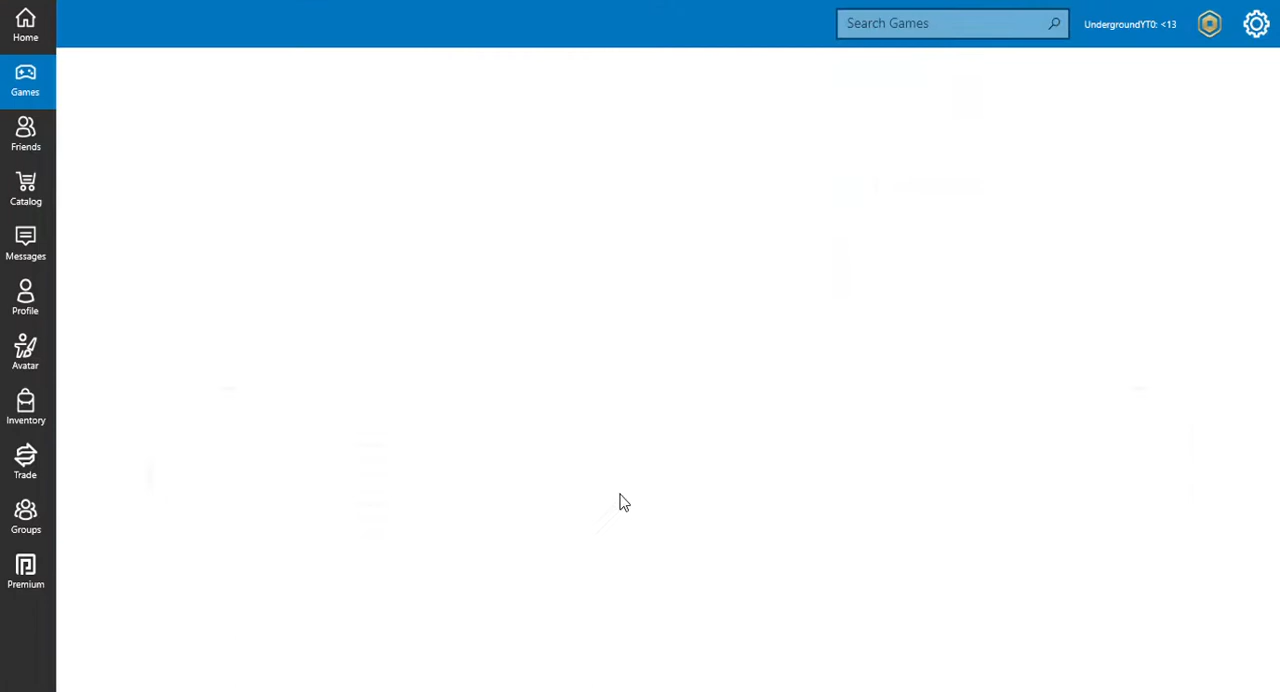 Home
Search Games
UndergroundYT0: <13
Games
Friends
Catalog
Messages
Profile
Avatar
Inventory
Trade
Groups
Premium